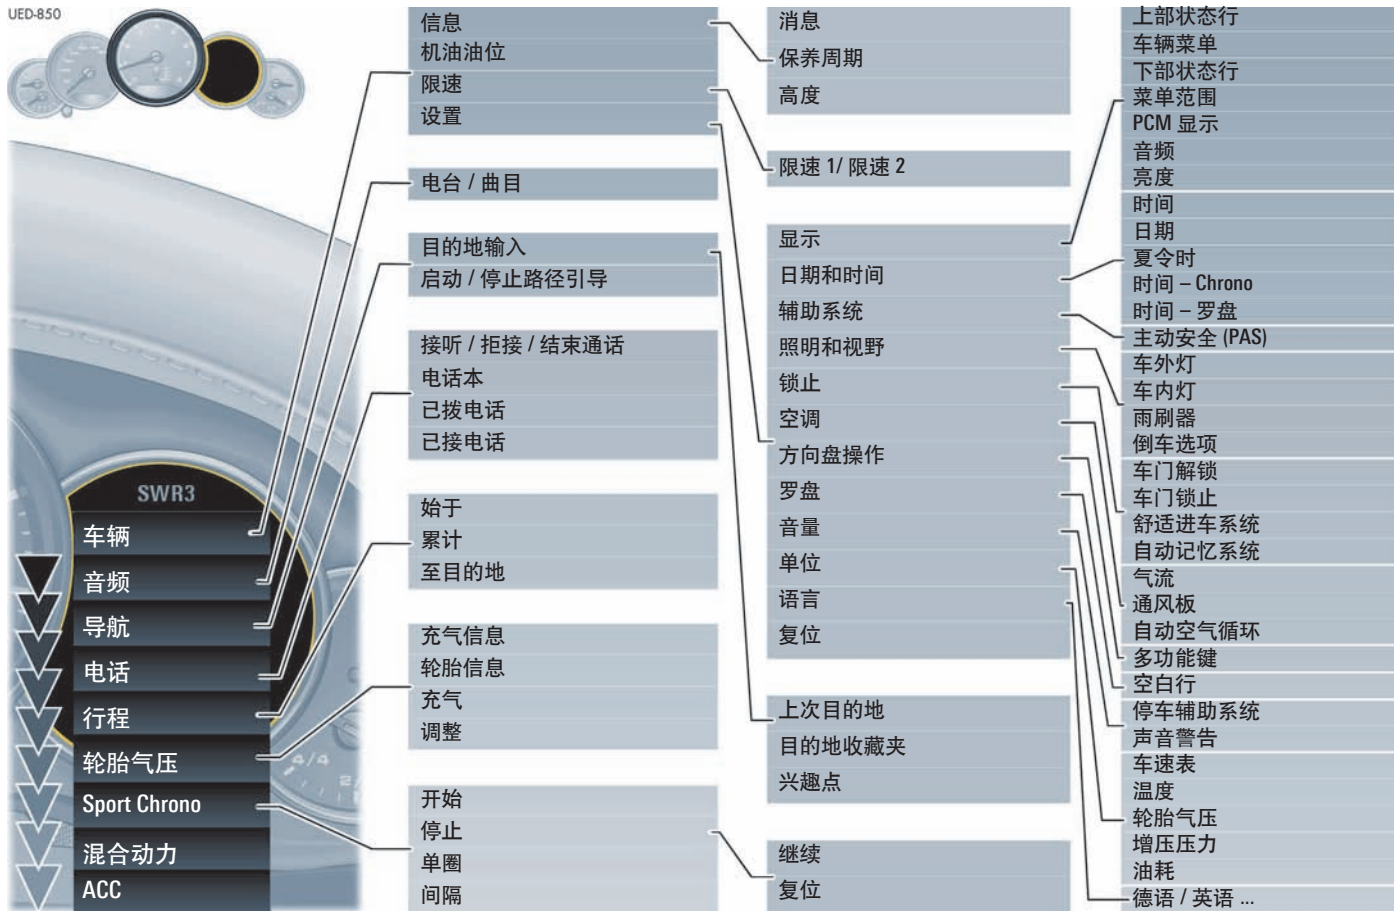 UED-850
SWR3
车辆
音频
导航
电话
行程
轮胎气压
Sport Chrono
混合动力
ACC
信息
机油油位
限速
设置
电台 / 曲目
目的地输入
启动 / 停止路径引导
接听 / 拒接 / 结束通话
电话本
已拨电话
已接电话
始于
累计
至目的地
充气信息
轮胎信息
充气
调整
开始
停止
单圈
间隔
消息
保养周期
高度
限速 1/ 限速 2
显示
日期和时间
辅助系统
照明和视野
锁止
空调
方向盘操作
罗盘
音量
单位
语言
复位
上次目的地
目的地收藏夹
兴趣点
继续
复位
上部状态行
车辆菜单
下部状态行
菜单范围
PCM 显示
音频
亮度
时间
日期
夏令时
时间 – Chrono
时间 – 罗盘
主动安全 (PAS)
车外灯
车内灯
雨刷器
倒车选项
车门解锁
车门锁止
舒适进车系统
自动记忆系统
气流
通风板
自动空气循环
多功能键
空白行
停车辅助系统
声音警告
车速表
温度
轮胎气压
增压压力
油耗
德语 / 英语 ...